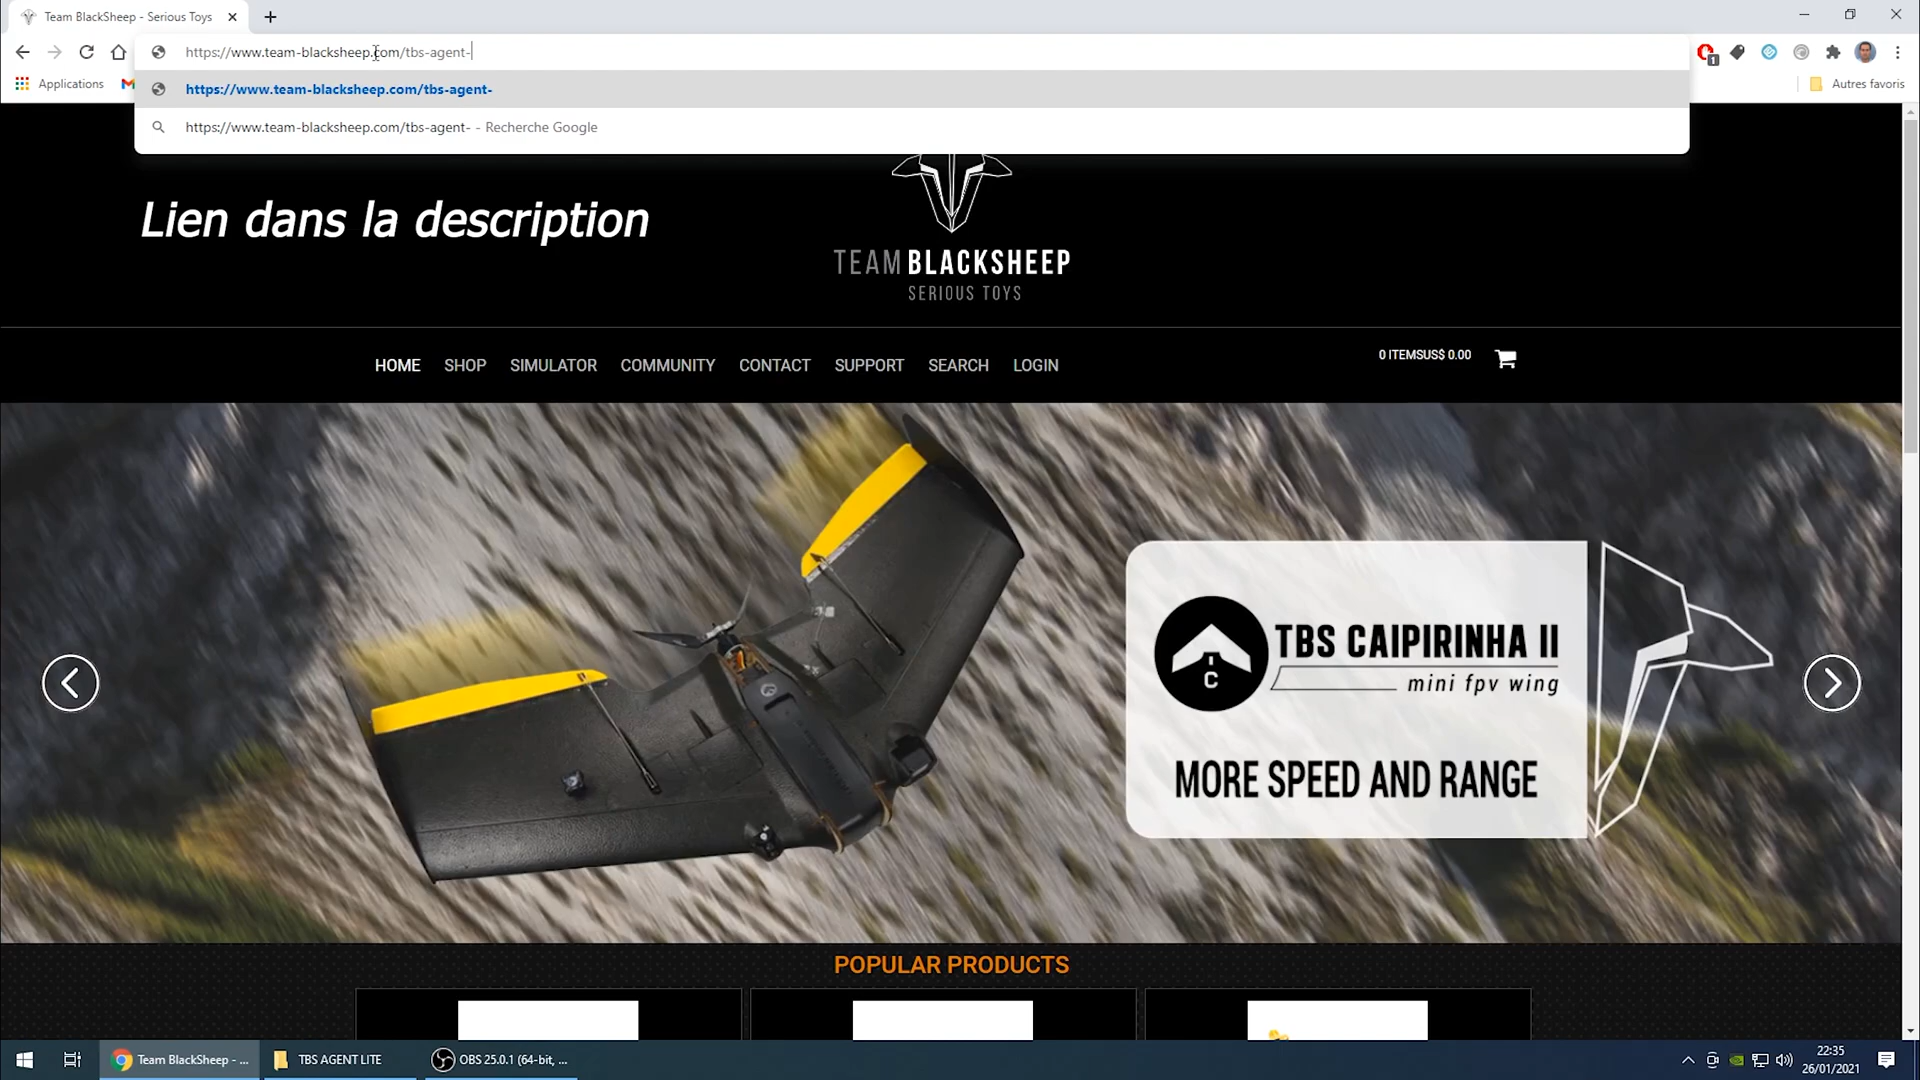 Team BlackSheep - Serious Toys
https://www.team-blacksheep.com/tbs-agent-
Applications
Autres favoris
https://www.team-blacksheep.com/tbs-agent-
https://www.team-blacksheep.com/tbs-agent- - Recherche Google
Lien dans la description
TEAM BLACKSHEEP
SERIOUS TOYS
HOME SHOP SIMULATOR COMMUNITY CONTACT SUPPORT SEARCH LOGIN
0 ITEMSUS$ 0.00
TBS CAIPIRINHA II
mini fpv wing
MORE SPEED AND RANGE
POPULAR PRODUCTS
Team BlackSheep - ...
TBS AGENT LITE
OBS 25.0.1 (64-bit, ...
22:35
26/01/2021